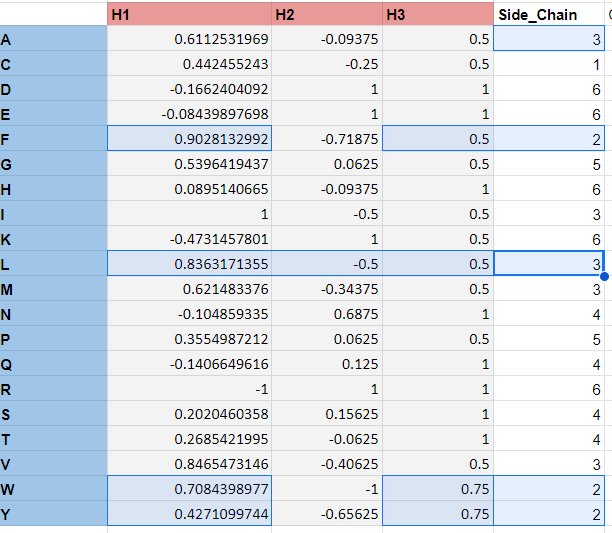 H1 H2 H3 Side_Chain
A 0.6112531969 -0.09375 0.5 3
C 0.442455243 -0.25 0.5 1
D -0.1662404092 1 1 6
E -0.08439897698 1 1 6
F 0.9028132992 -0.71875 0.5 2
G 0.5396419437 0.0625 0.5 5
H 0.0895140665 -0.09375 1 6
I 1 -0.5 0.5 3
K -0.4731457801 1 0.5 6
L 0.8363171355 -0.5 0.5 3
M 0.621483376 -0.34375 0.5 3
N -0.104859335 0.6875 1 4
P 0.3554987212 0.0625 0.5 5
Q -0.1406649616 0.125 1 4
R -1 1 1 6
S 0.2020460358 0.15625 1 4
T 0.2685421995 -0.0625 1 4
V 0.8465473146 -0.40625 0.5 3
W 0.7084398977 -1 0.75 2
Y 0.4271099744 -0.65625 0.75 2